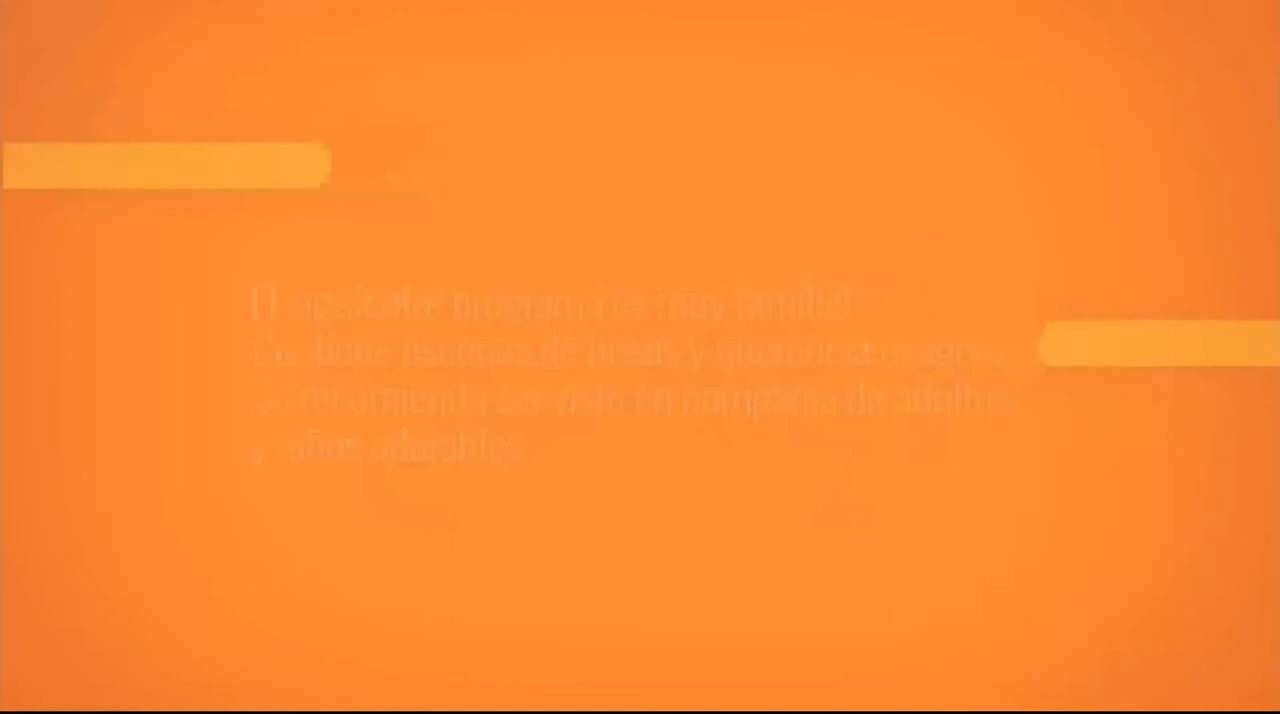 El siguiente programa es muy familiar
Contiene escenas de besos y
Se recomienda ser visto en compañía de adultos
y niños adorables